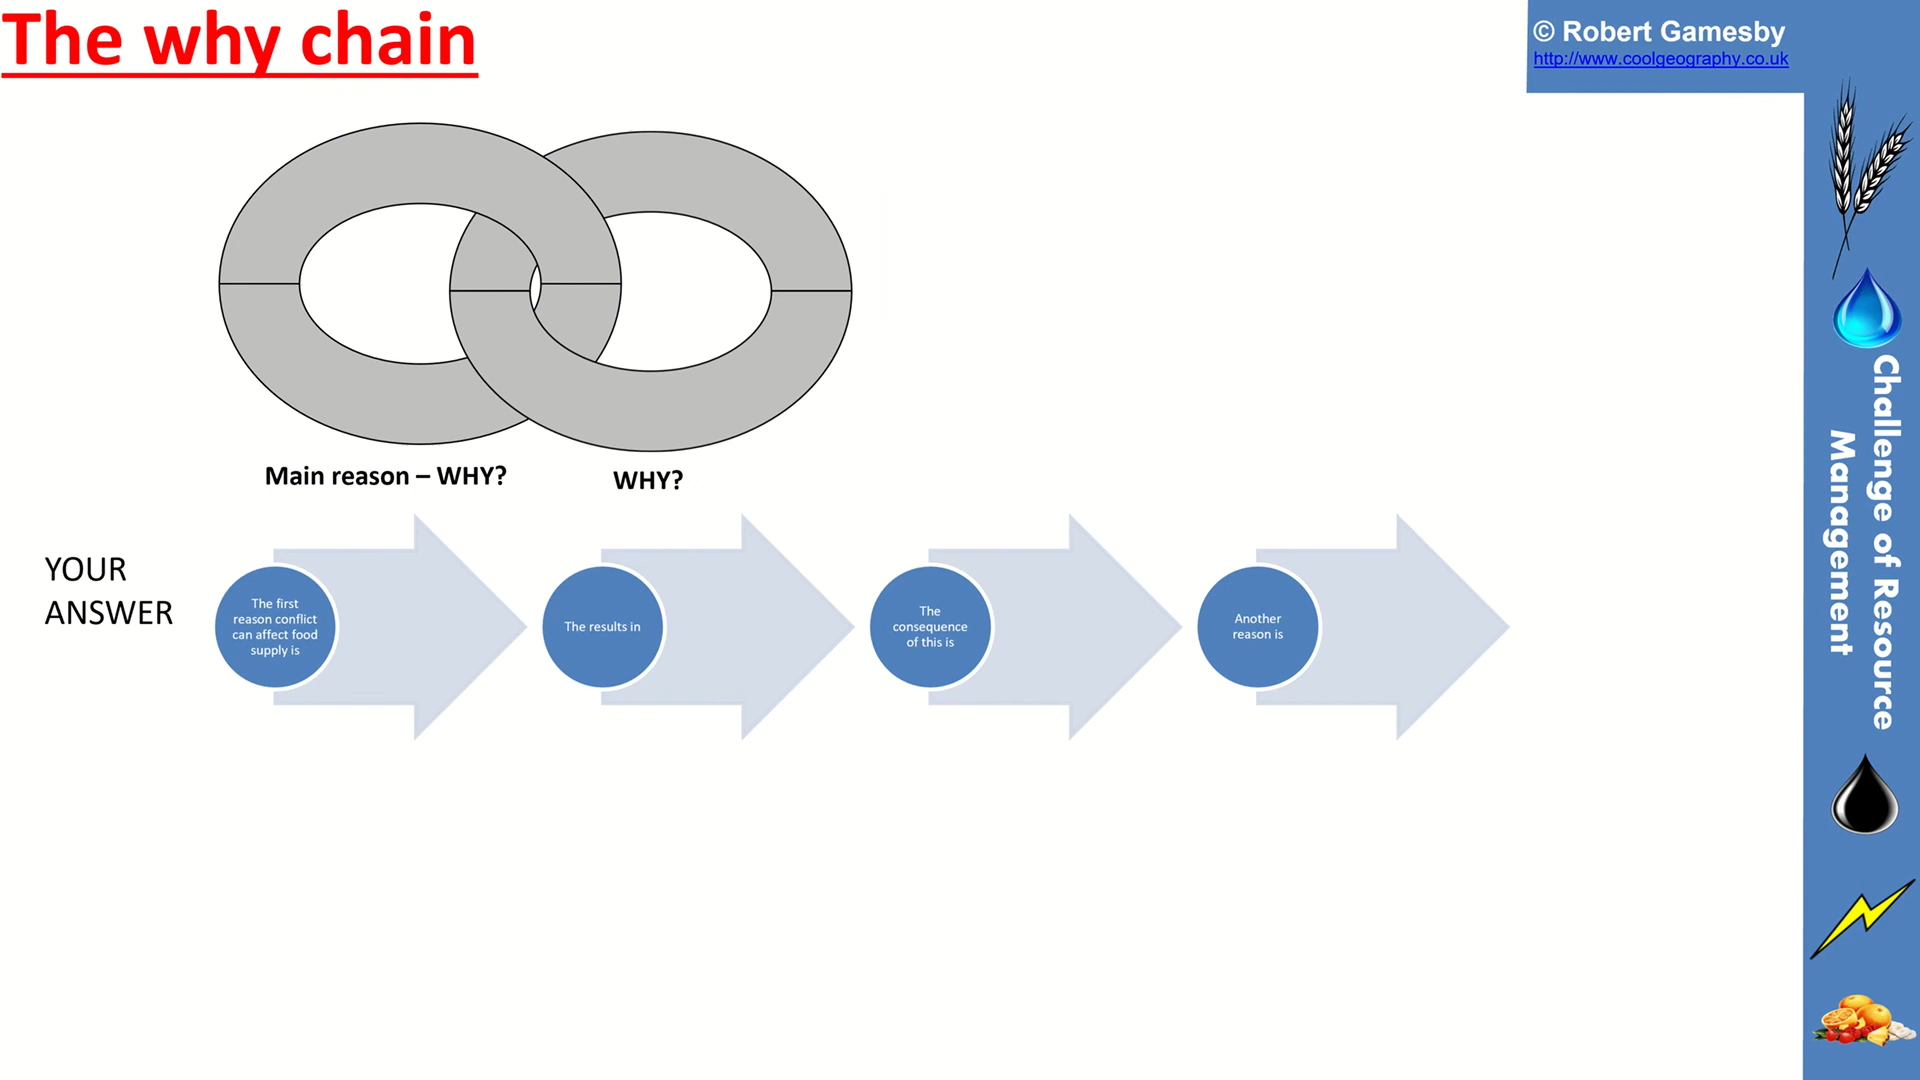 The why chain
© Robert Gamesby
http://www.coolgeography.co.uk
Main reason – WHY?
WHY?
YOUR
ANSWER
The first
reason conflict
can affect food
supply is
The results in
The
consequence
of this is
Another
reason is
Challenge of Resource
Management